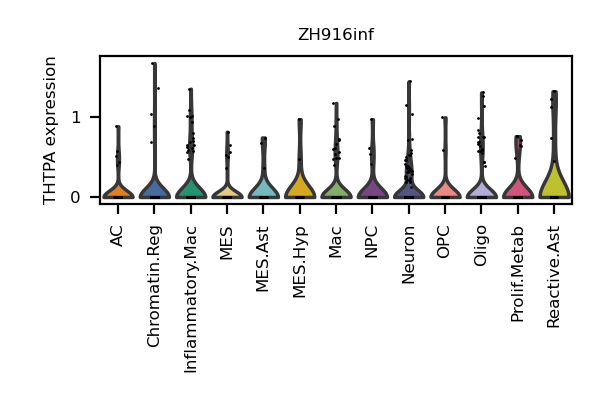 ZH916inf
THTPA expression
1
0
AC
Chromatin.Reg
Inflammatory.Mac
MES
MES.Ast
MES.Hyp
Mac
NPC
Neuron
OPC
Oligo
Prolif.Metab
Reactive.Ast